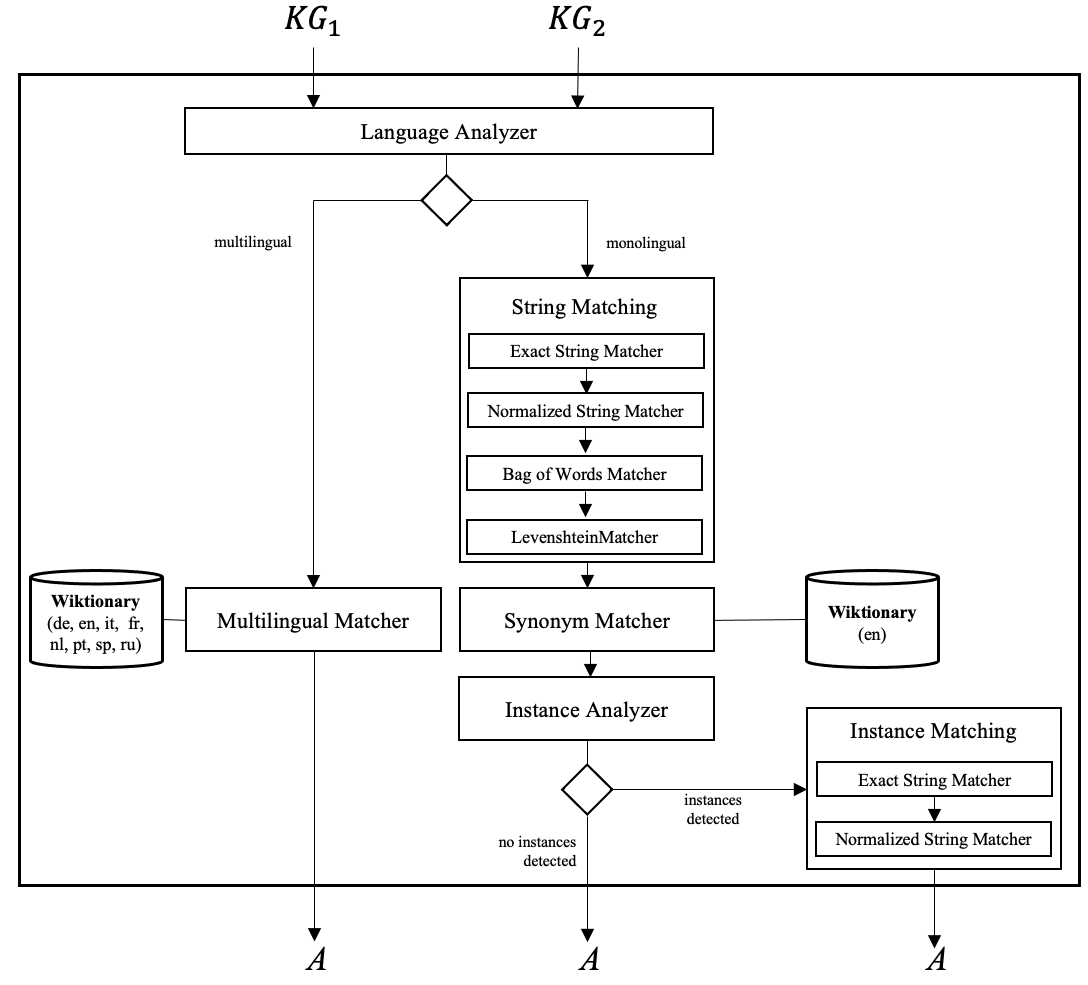 KG₁
KG₂
Language Analyzer
multilingual
monolingual
String Matching
Exact String Matcher
Normalized String Matcher
Bag of Words Matcher
LevenshteinMatcher
Wiktionary
(de, en, it, fr,
nl, pt, sp, ru)
Multilingual Matcher
Synonym Matcher
Wiktionary
(en)
Instance Analyzer
Instance Matching
Exact String Matcher
Normalized String Matcher
instances
detected
no instances
detected
A
A
A